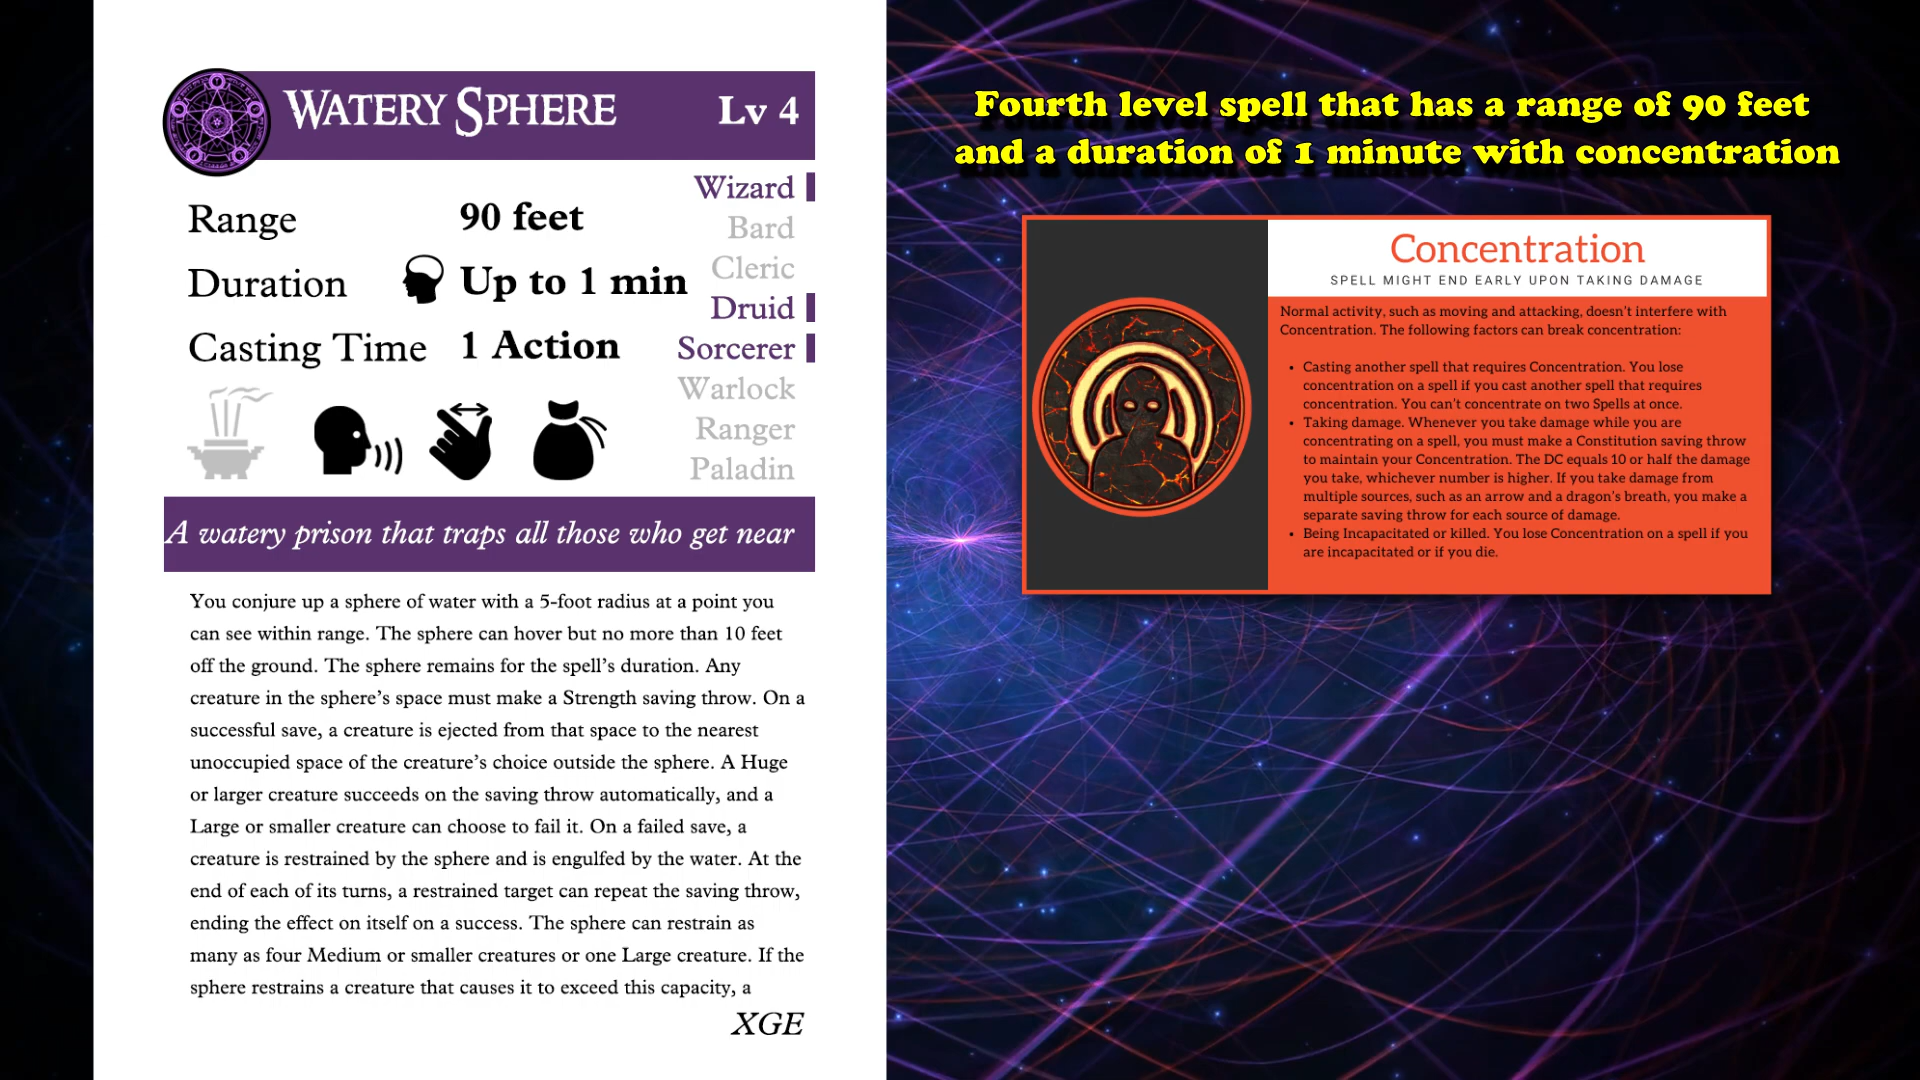 WATERY SPHERE Lv 4
Wizard
Bard
Cleric
Druid
Sorcerer
Warlock
Ranger
Paladin
Range 90 feet
Duration Up to 1 min
Casting Time 1 Action
A watery prison that traps all those who get near
You conjure up a sphere of water with a 5-foot radius at a point you
can see within range. The sphere can hover but no more than 10 feet
off the ground. The sphere remains for the spell's duration. Any
creature in the sphere's space must make a Strength saving throw. On a
successful save, a creature is ejected from that space to the nearest
unoccupied space of the creature's choice outside the sphere. A Huge
or larger creature succeeds on the saving throw automatically, and a
Large or smaller creature can choose to fail it. On a failed save, a
creature is restrained by the sphere and is engulfed by the water. At the
end of each of its turns, a restrained target can repeat the saving throw,
ending the effect on itself on a success. The sphere can restrain as
many as four Medium or smaller creatures or one Large creature. If the
sphere restrains a creature that causes it to exceed this capacity, a
XGE
Fourth level spell that has a range of 90 feet
and a duration of 1 minute with concentration
Concentration
SPELL MIGHT END EARLY UPON TAKING DAMAGE
Normal activity, such as moving and attacking, doesn't interfere with
Concentration. The following factors can break concentration:
• Casting another spell that requires Concentration. You lose
concentration on a spell if you cast another spell that requires
concentration. You can't concentrate on two Spells at once.
• Taking damage. Whenever you take damage while you are
concentrating on a spell, you must make a Constitution saving throw
to maintain your Concentration. The DC equals 10 or half the damage
you take, whichever number is higher. If you take damage from
multiple sources, such as an arrow and a dragon's breath, you make a
separate saving throw for each source of damage.
• Being Incapacitated or killed. You lose Concentration on a spell if you
are incapacitated or if you die.